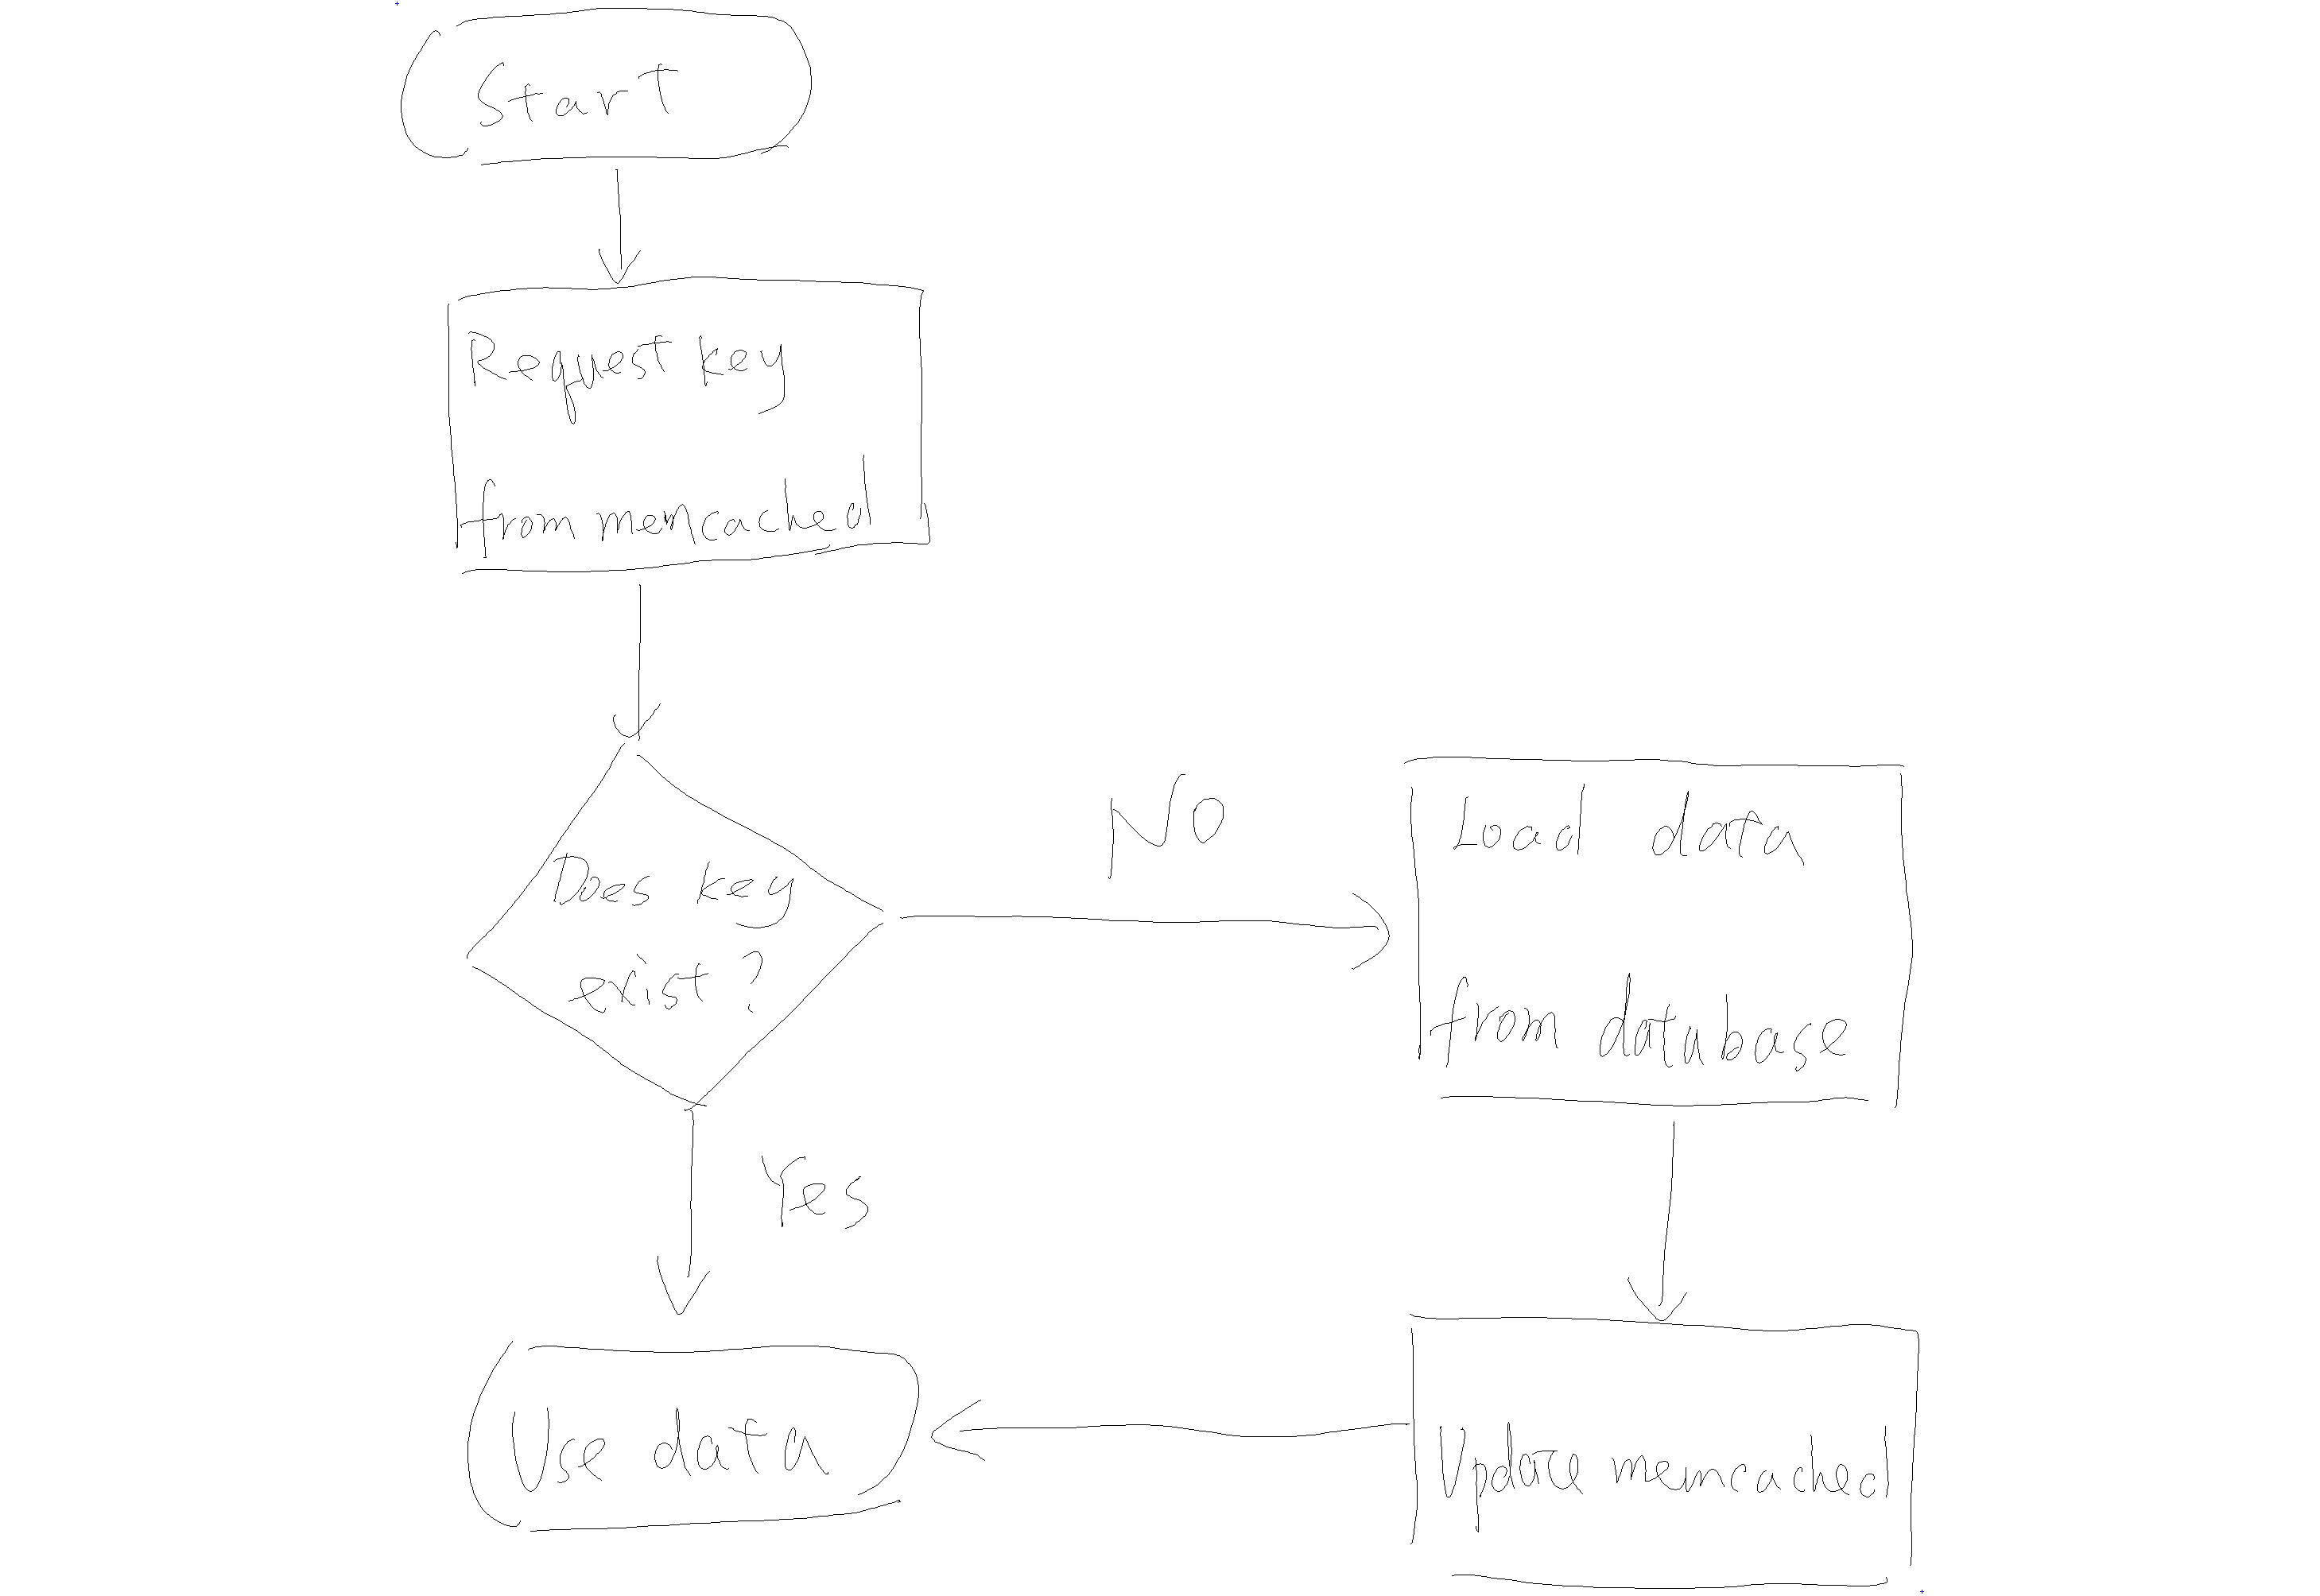 Start
Request key
from memcached
Does key
exist?
NO
Load data
from database
Yes
Use data
Update memcached